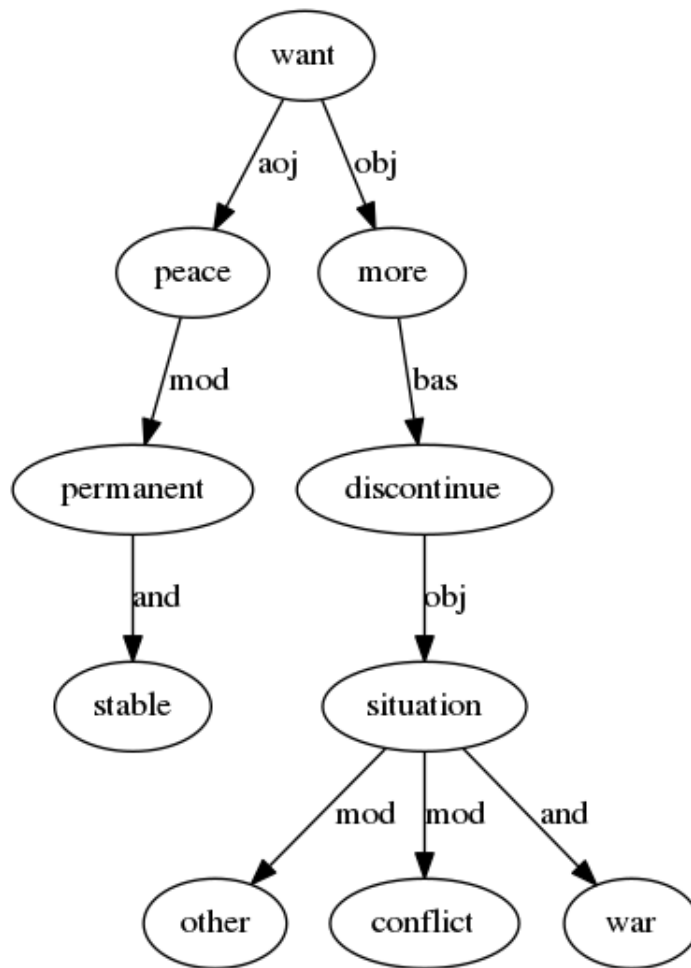 want
aoj obj
peace more
mod bas
permanent discontinue
and obj
stable situation
mod mod and
other conflict war